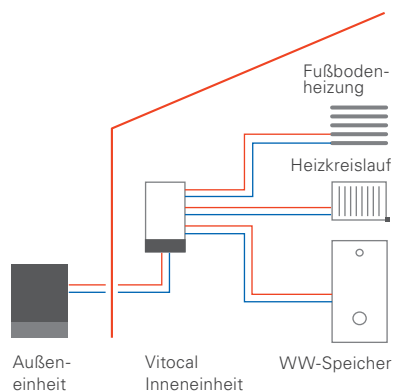 Fußboden-
heizung
Heizkreislauf
Außen-
einheit
Vitocal
Inneneinheit
WW-Speicher